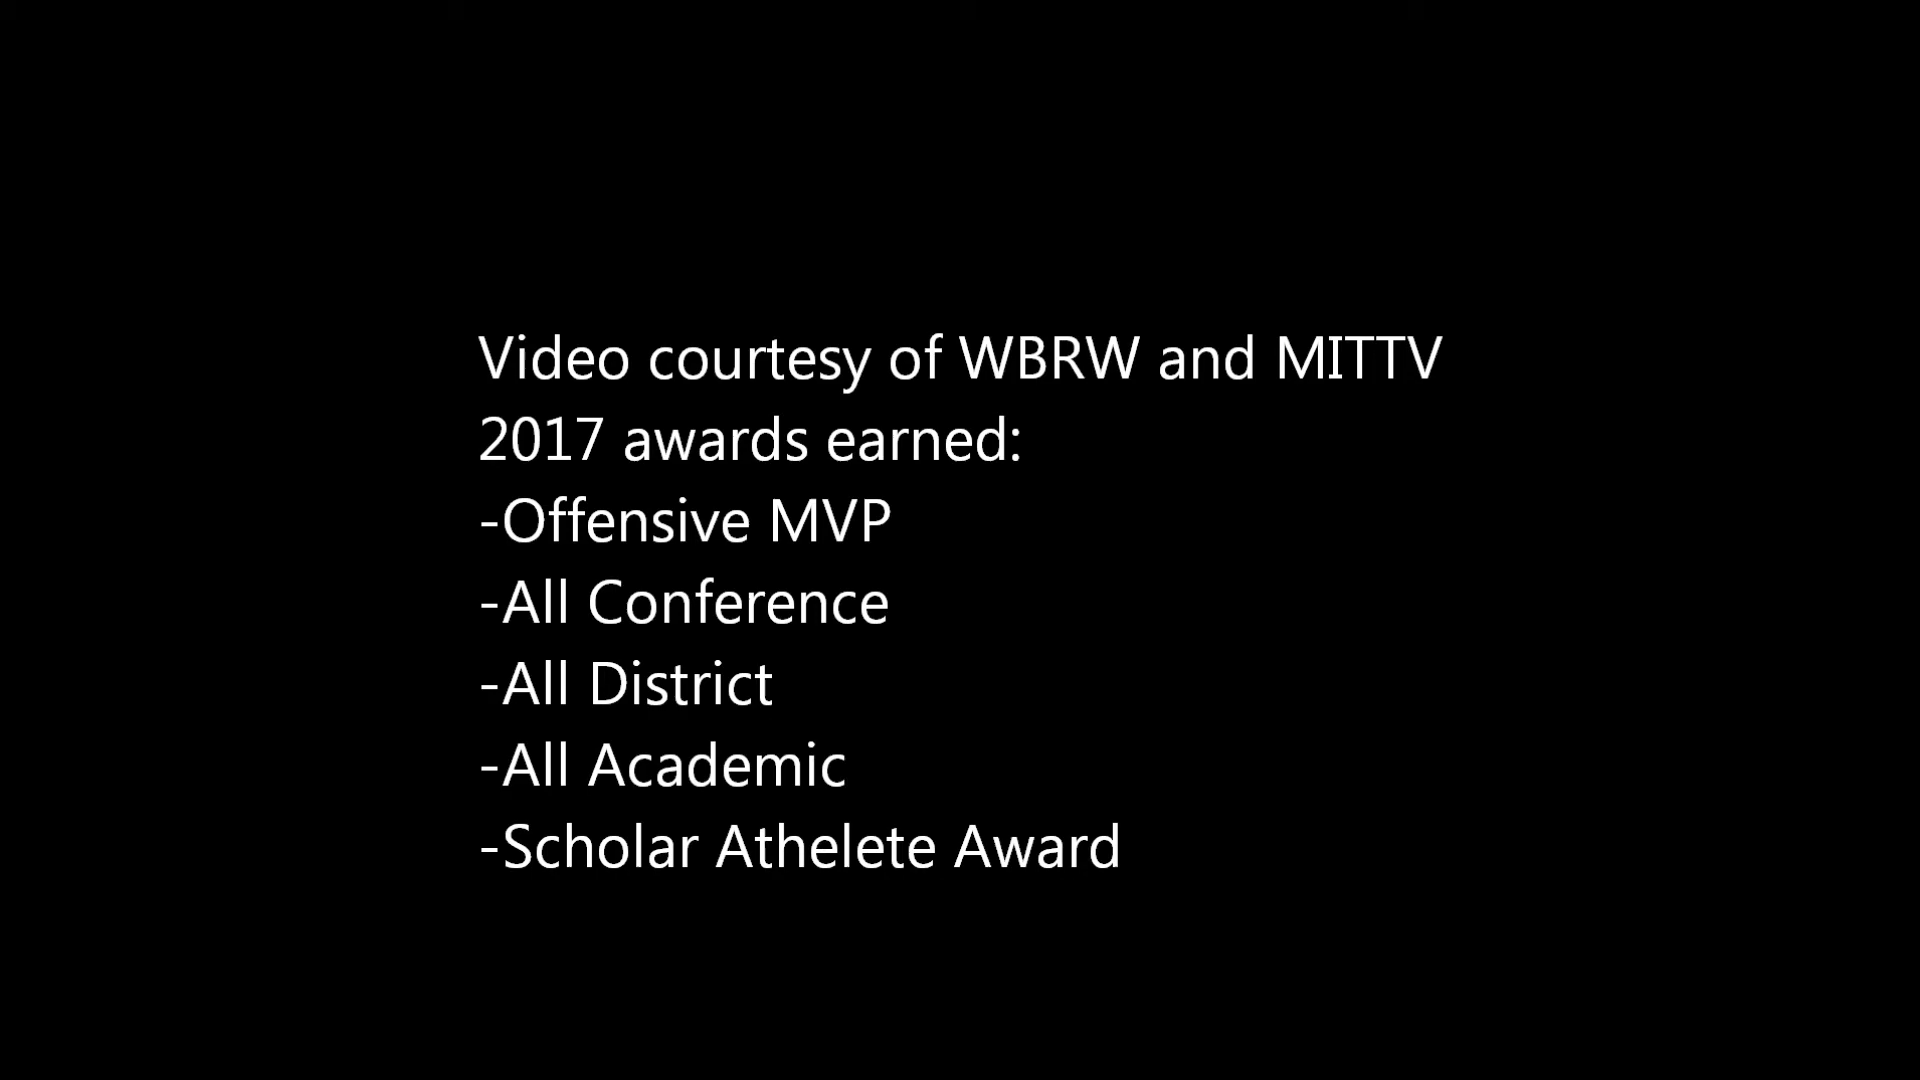 Video courtesy of WBRW and MITTV
2017 awards earned:
-Offensive MVP
-All Conference
-All District
-All Academic
-Scholar Athelete Award